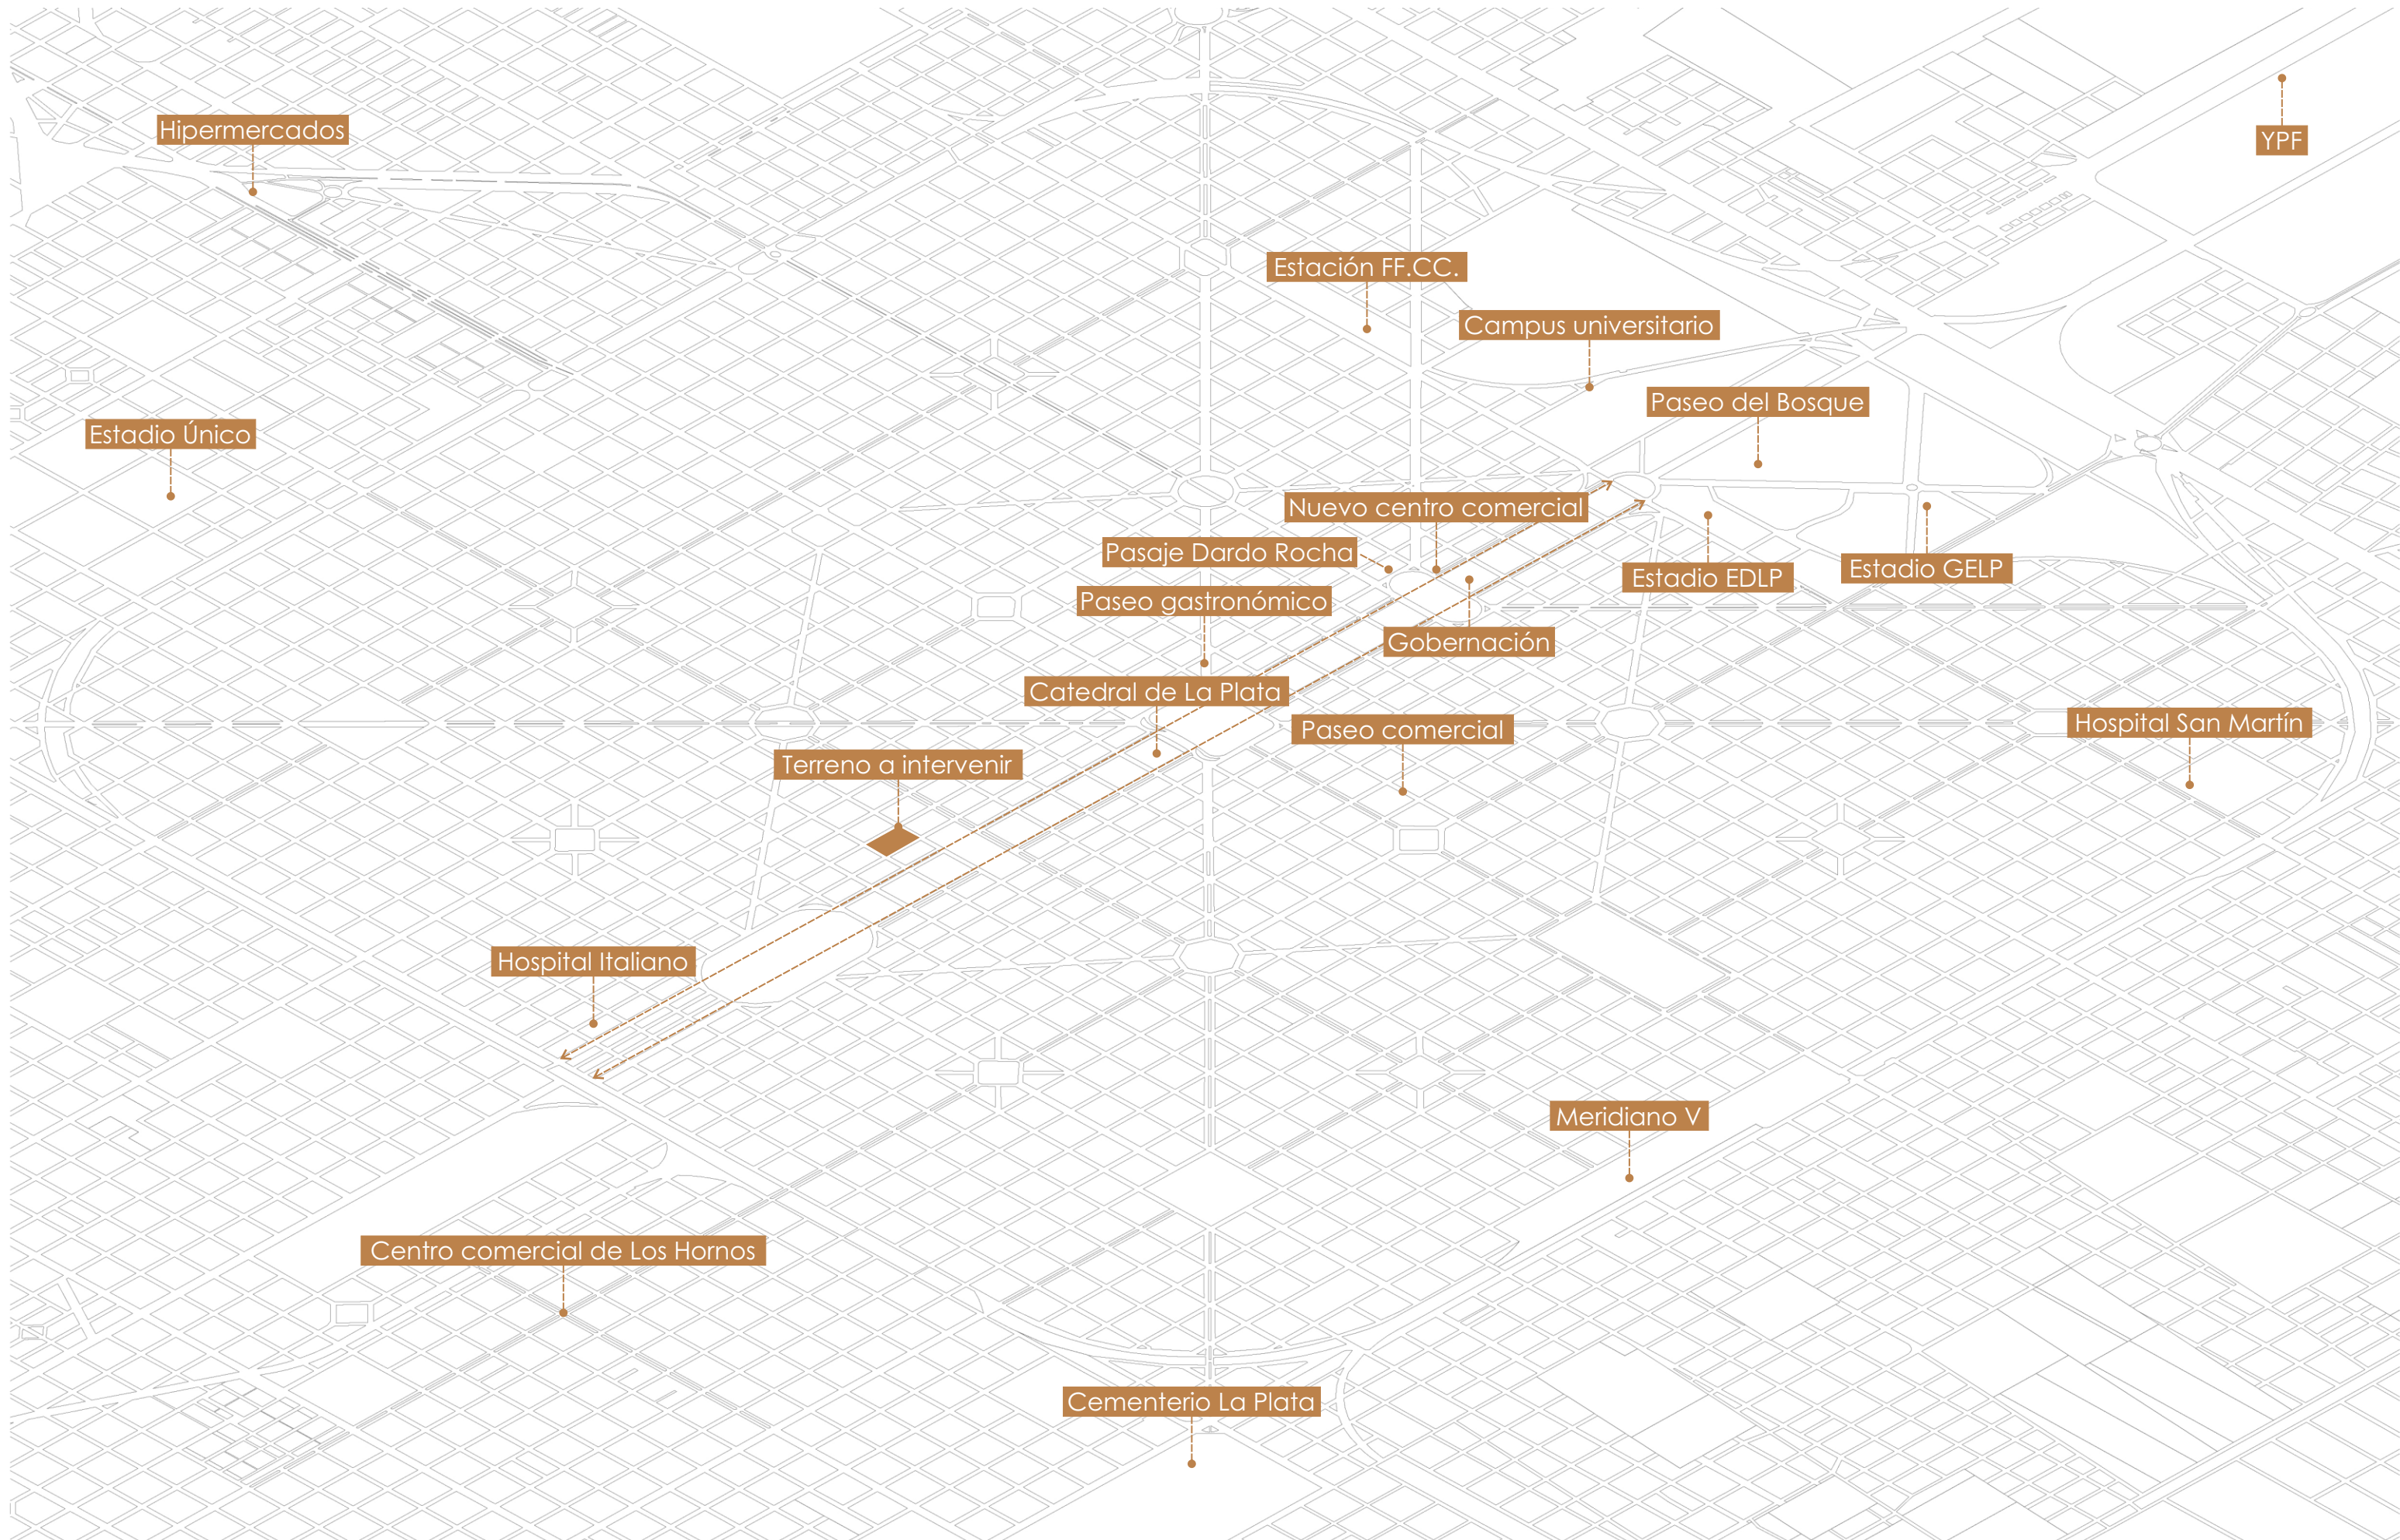 YPF
Hipermercados
Estación FF.CC.
Campus universitario
Paseo del Bosque
Estadio Único
Nuevo centro comercial
Pasaje Dardo Rocha
Estadio GELP
Estadio EDLP
Paseo gastronómico
Gobernación
Catedral de La Plata
Hospital San Martín
Paseo comercial
Terreno a intervenir
Hospital Italiano
Meridiano V
Centro comercial de Los Hornos
Cementerio La Plata